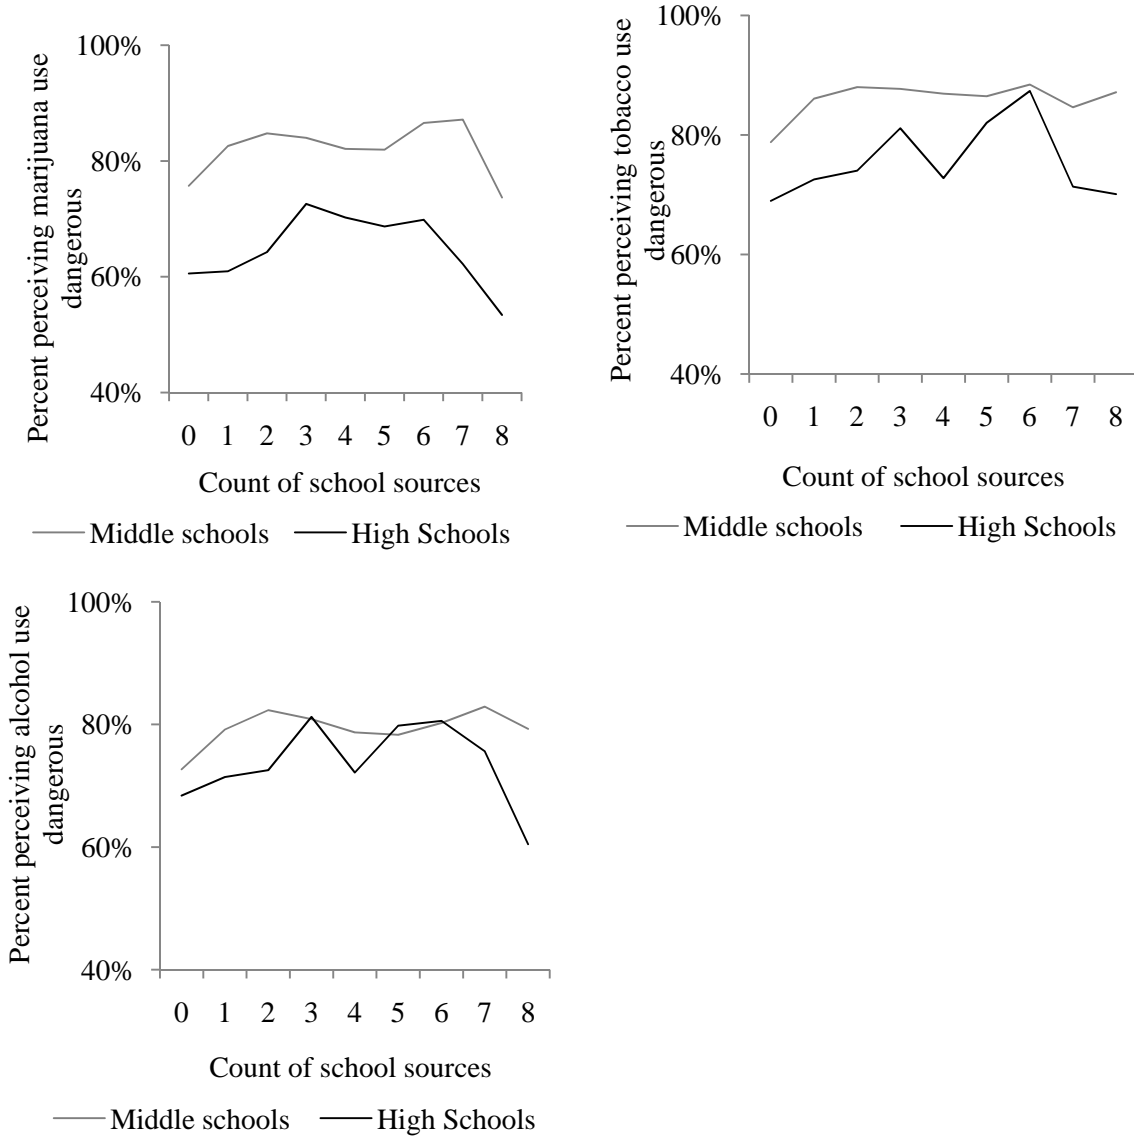 Percent perceiving marijuana use
dangerous
100%
80%
60%
40%
0 1 2 3 4 5 6 7 8
Count of school sources
Middle schools High Schools
Percent perceiving tobacco use
dangerous
100%
80%
60%
40%
0 1 2 3 4 5 6 7 8
Count of school sources
Middle schools High Schools
Percent perceiving alcohol use
dangerous
100%
80%
60%
40%
0 1 2 3 4 5 6 7 8
Count of school sources
Middle schools High Schools